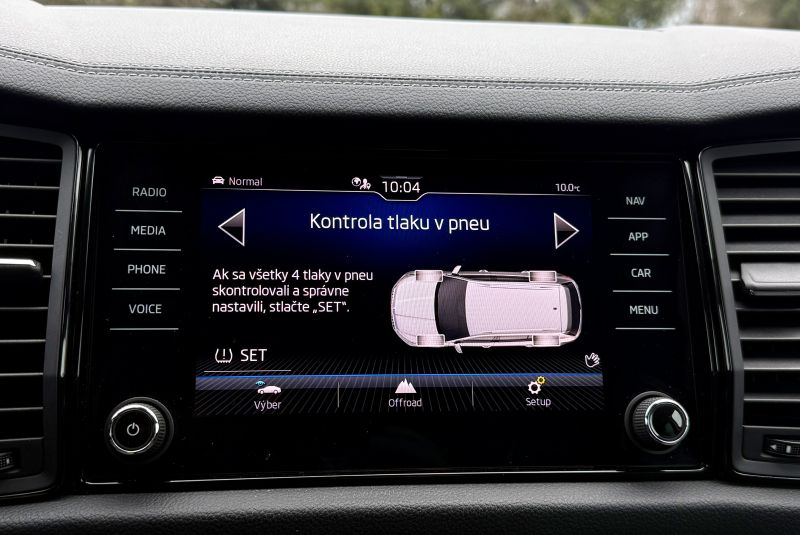 RADIO
MEDIA
PHONE
VOICE
Normal
10:04
10.0°C
Kontrola tlaku v pneu
Ak sa všetky 4 tlaky v pneu
skontrolovali a správne
nastavili, stlačte „SET“.
SET
Výber
Offroad
Setup
NAV
APP
CAR
MENU